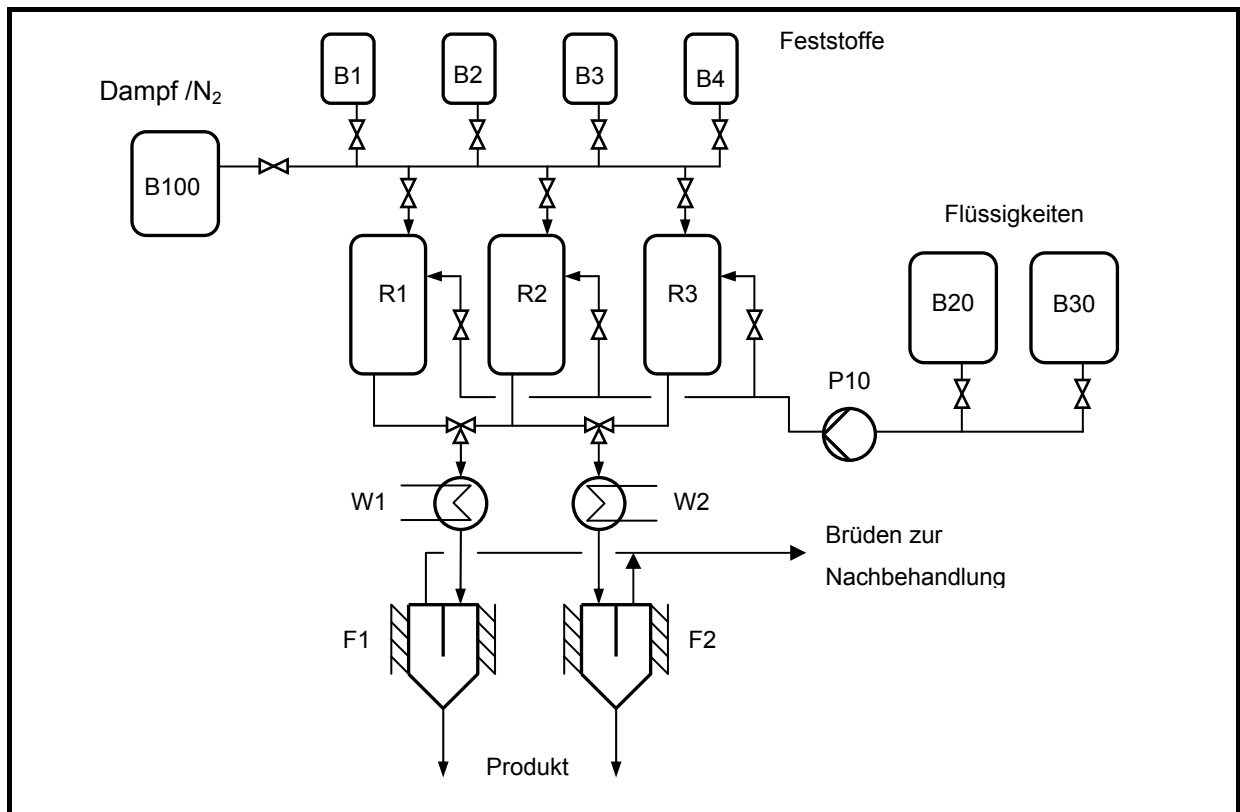 Feststoffe
B1
B2
B3
B4
Dampf /N₂
B100
Flüssigkeiten
R1
R2
R3
B20
B30
P10
W1
W2
Brüden zur
Nachbehandlung
F1
F2
Produkt